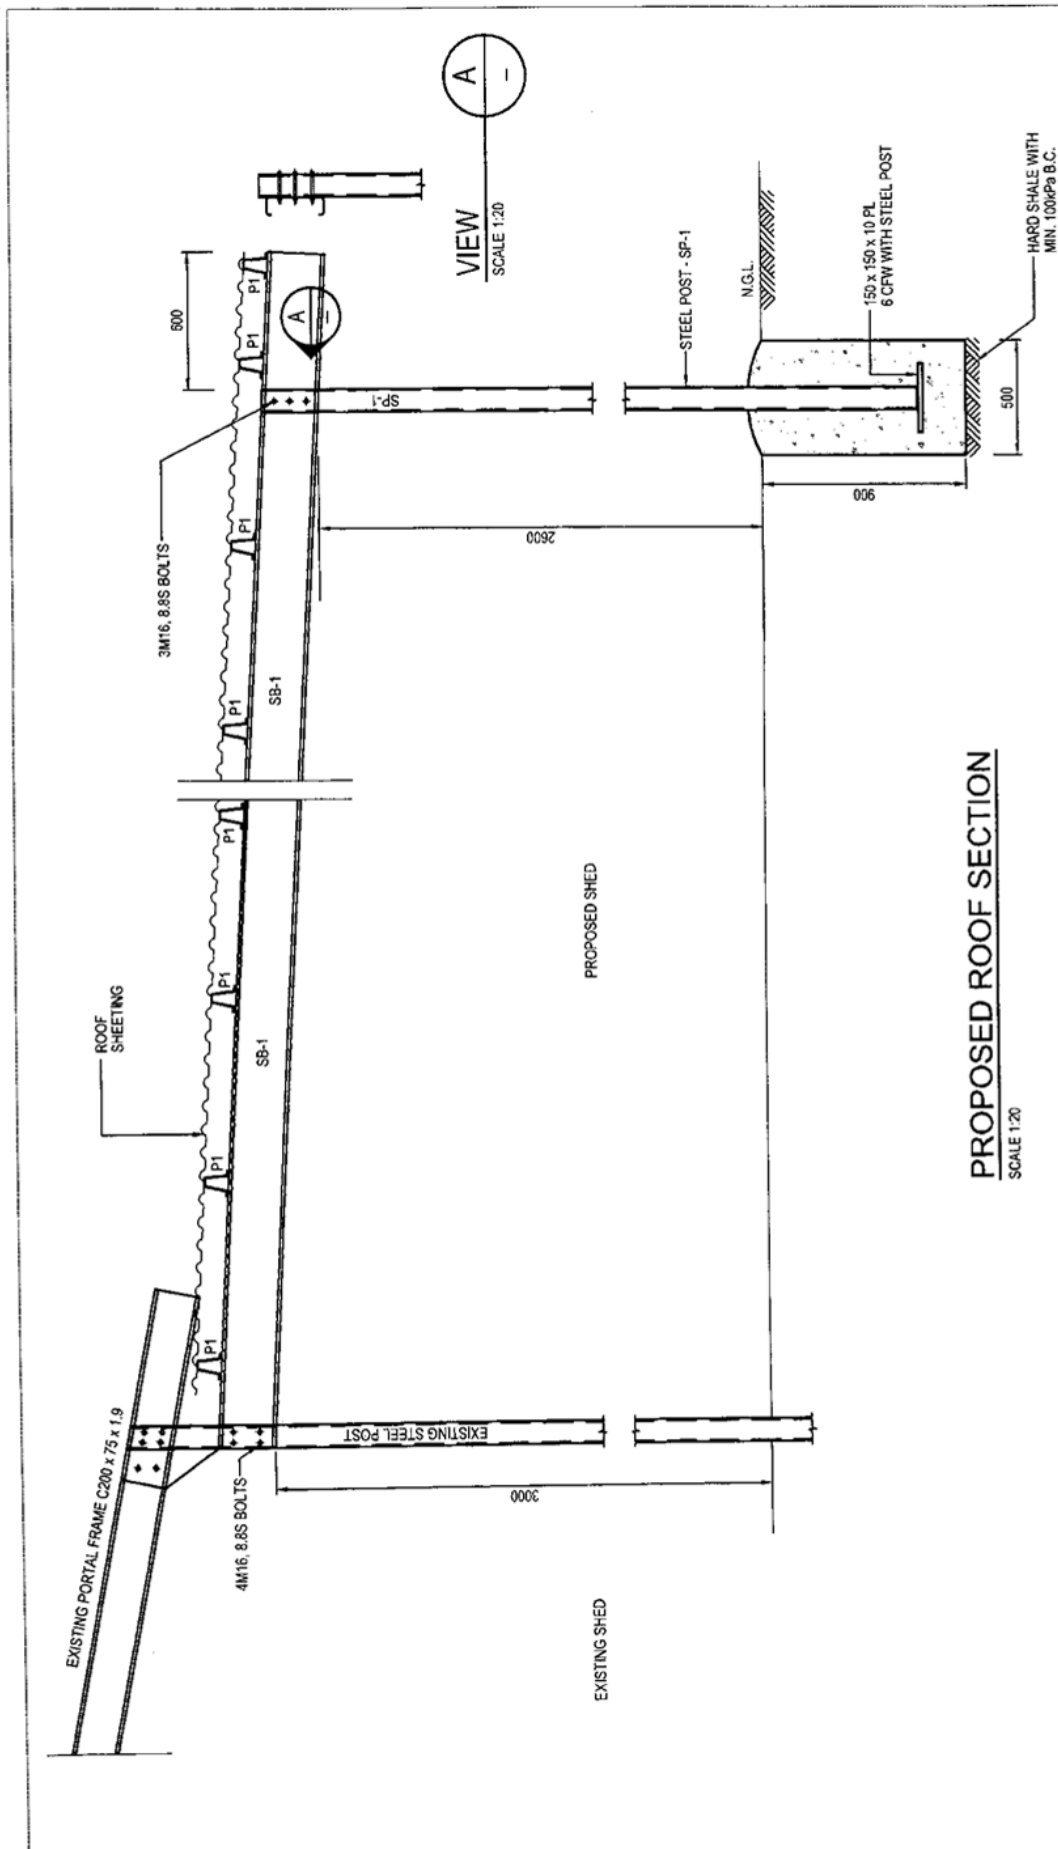 EXISTING PORTAL FRAME C200 x 75 x 1.9
ROOF
SHEETING
3M16, 8.8S BOLTS
600
P1
P1
P1
P1
P1
P1
P1
P1
SB-1
SB-1
A
–
SP-1
4M16, 8.8S BOLTS
EXISTING STEEL POST
3000
2600
EXISTING SHED
PROPOSED SHED
STEEL POST - SP-1
N.G.L.
150 x 150 x 10 PL
6 CFW WITH STEEL POST
900
500
HARD SHALE WITH
MIN. 100kPa B.C.
VIEW
SCALE 1:20
A
–
PROPOSED ROOF SECTION
SCALE 1:20